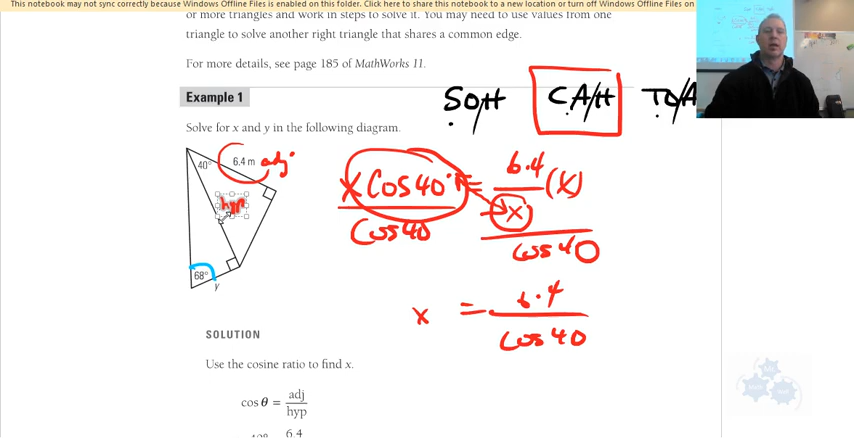 This notebook may not sync correctly because Windows Offline Files is enabled on this folder. Click here to share this notebook to a new location or turn off Windows Offline Files on
or more triangles and work in steps to solve it. You may need to use values from one
triangle to solve another right triangle that shares a common edge.
For more details, see page 185 of MathWorks 11.
Example 1
SO/H CA/H TO/A
Solve for x and y in the following diagram.
40° 6.4 m adj
hyp
68°
y
x Cos 40° = 6.4 (x)
x
Cos 40 cos 40
x = 6.4
cos 40
SOLUTION
Use the cosine ratio to find x.
cos θ = adj
hyp
6.4